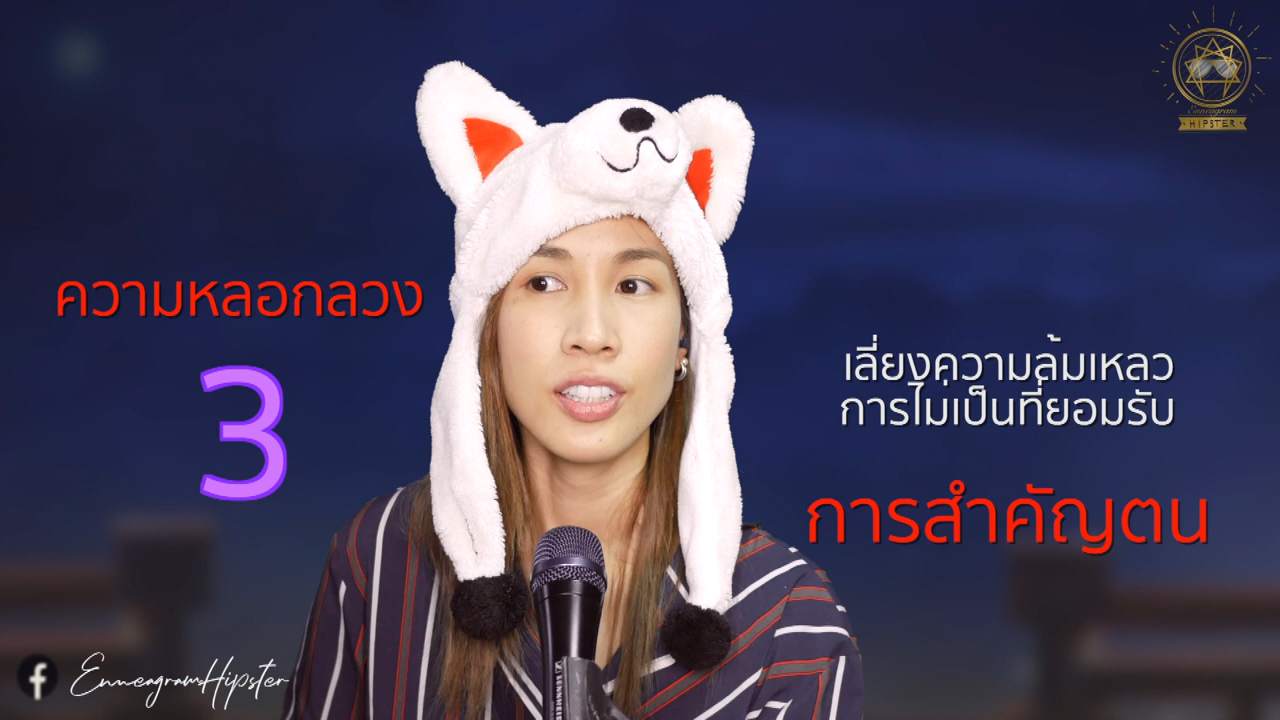 Enneagram
HIPSTER
ความหลอกลวง
3
เลี่ยงความล้มเหลว
การไม่เป็นที่ยอมรับ
การสำคัญตน
f EnneagramHipster
SENNHEISER